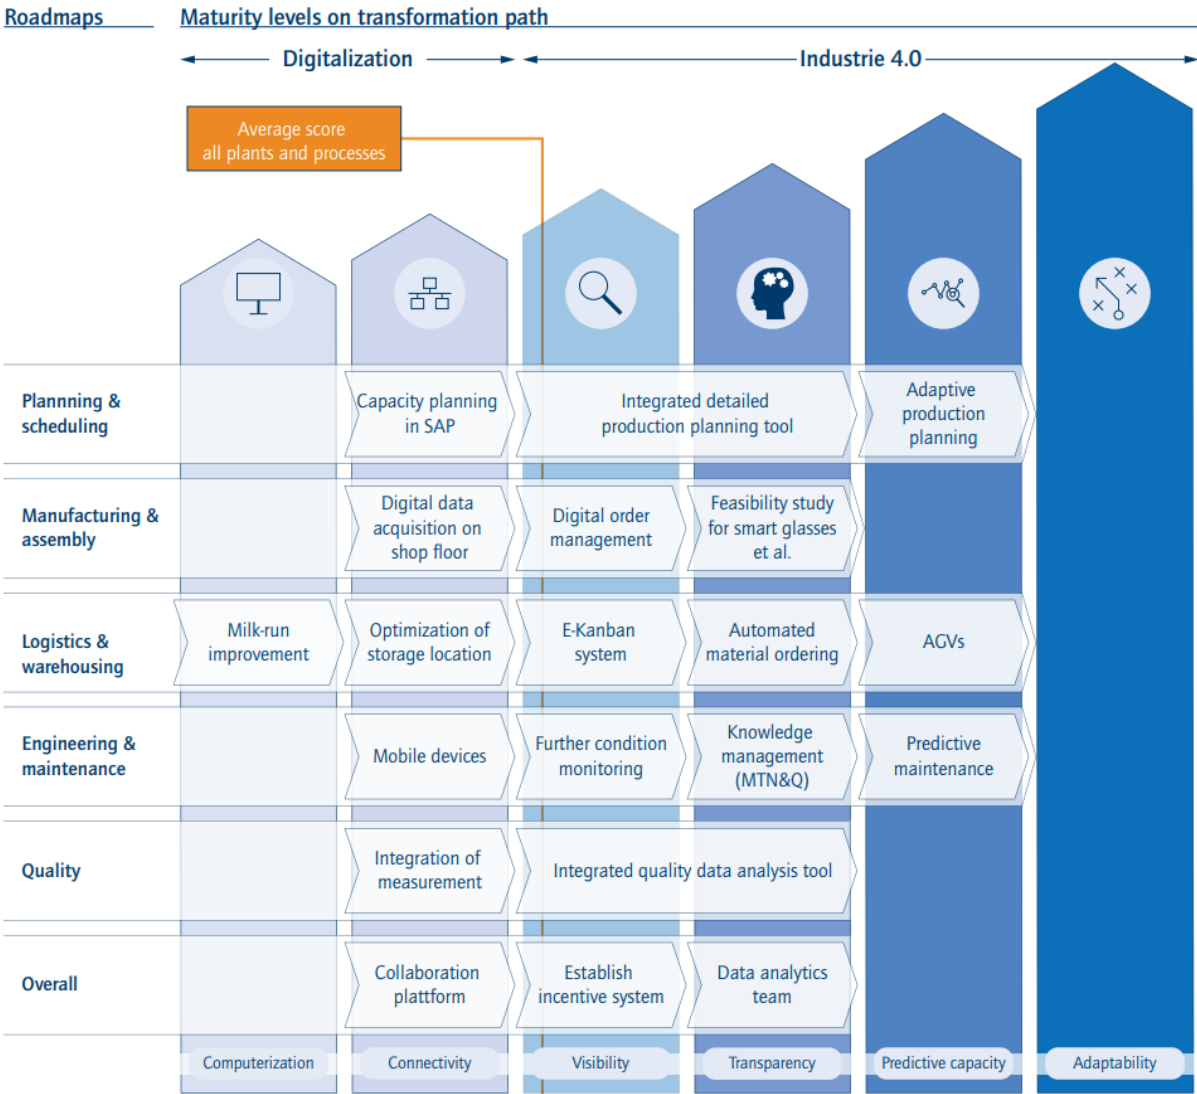 Roadmaps
Maturity levels on transformation path
Digitalization
Industrie 4.0
Average score
all plants and processes
Plannning &
scheduling
Capacity planning
in SAP
Integrated detailed
production planning tool
Adaptive
production
planning
Manufacturing &
assembly
Digital data
acquisition on
shop floor
Digital order
management
Feasibility study
for smart glasses
et al.
Logistics &
warehousing
Milk-run
improvement
Optimization of
storage location
E-Kanban
system
Automated
material ordering
AGVs
Engineering &
maintenance
Mobile devices
Further condition
monitoring
Knowledge
management
(MTN&Q)
Predictive
maintenance
Quality
Integration of
measurement
Integrated quality data analysis tool
Overall
Collaboration
plattform
Establish
incentive system
Data analytics
team
Computerization
Connectivity
Visibility
Transparency
Predictive capacity
Adaptability